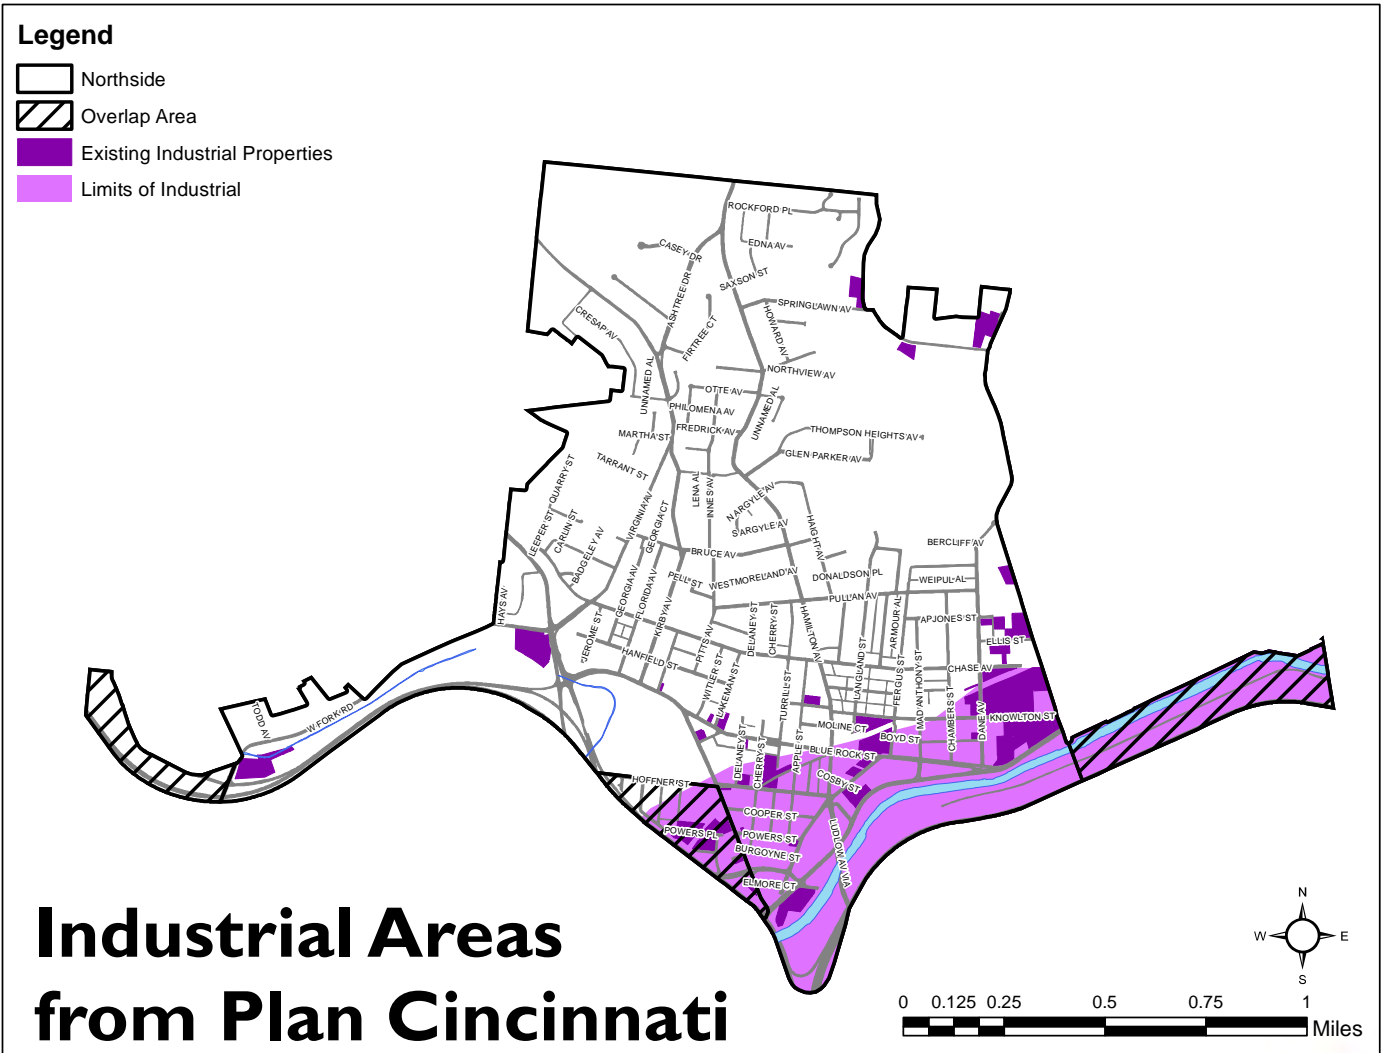 Legend
Northside
Overlap Area
Existing Industrial Properties
Limits of Industrial
ROCKFORD PL
EDNA AV
CASEY DR
SAXSON ST
ASHTREE DR
SPRINGLAWN AV
CRESAP AV
FIRTREE CT
HOWARD AV
UNNAMED AL
NORTHVIEW AV
OTTE AV
PHILOMENA AV
UNNAMED AL
FREDRICK AV
MARTHA ST
THOMPSON HEIGHTS AV
GLEN PARKER AV
TARRANT ST
QUARRY ST
LENA AL
INNES AV
N ARGYLE AV
S ARGYLE AV
VIRGINIA AV
GEORGIA CT
HAIGHT AV
LEEPER ST
CARLIN ST
BADGELEY AV
BRUCE AV
BERCLIFF AV
PELL ST
WESTMORELAND AV
DONALDSON PL
WEIPUL AL
HAYS AV
GEORGIA AV
FLORIDA AV
KIRBY AV
PULLAN AV
JEROME ST
PITTS AV
DELANEY ST
CHERRY ST
HAMILTON AV
ARMOUR AL
APJONES ST
ELLIS ST
HANFIELD ST
WITLER ST
LAKEMAN ST
TURRILL ST
LANGLAND ST
FERGUS ST
MAD ANTHONY ST
CHASE AV
CHAMBERS ST
DANE AV
KNOWLTON ST
TODD AV
W FORK RD
MOLINE CT
BOYD ST
DELANEY ST
CHERRY ST
APPLE ST
BLUE ROCK ST
HOFFNER ST
COSBY ST
COOPER ST
POWERS PL
POWERS ST
BURGOYNE ST
LUDLOW AV VIA
ELMORE CT
N
W
E
S
Industrial Areas
from Plan Cincinnati
0 0.125 0.25 0.5 0.75 1
Miles